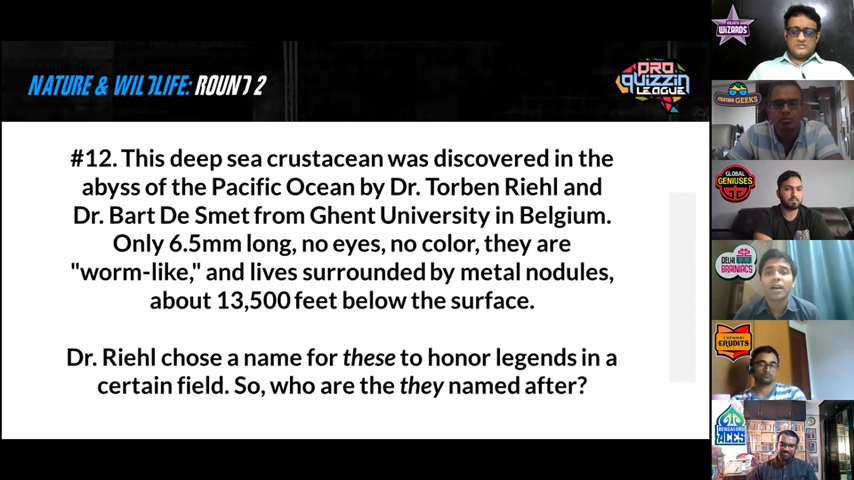 NATURE & WILDLIFE: ROUND 2
PRO
QUIZZIN
LEAGUE
#12. This deep sea crustacean was discovered in the
abyss of the Pacific Ocean by Dr. Torben Riehl and
Dr. Bart De Smet from Ghent University in Belgium.
Only 6.5mm long, no eyes, no color, they are
"worm-like," and lives surrounded by metal nodules,
about 13,500 feet below the surface.
Dr. Riehl chose a name for these to honor legends in a
certain field. So, who are the they named after?
WIZARDS
GEEKS
GLOBAL
GENIUSES
DELHI
BRAINIACS
CHENNAI
ERUDITS
BENGALURU
ACES